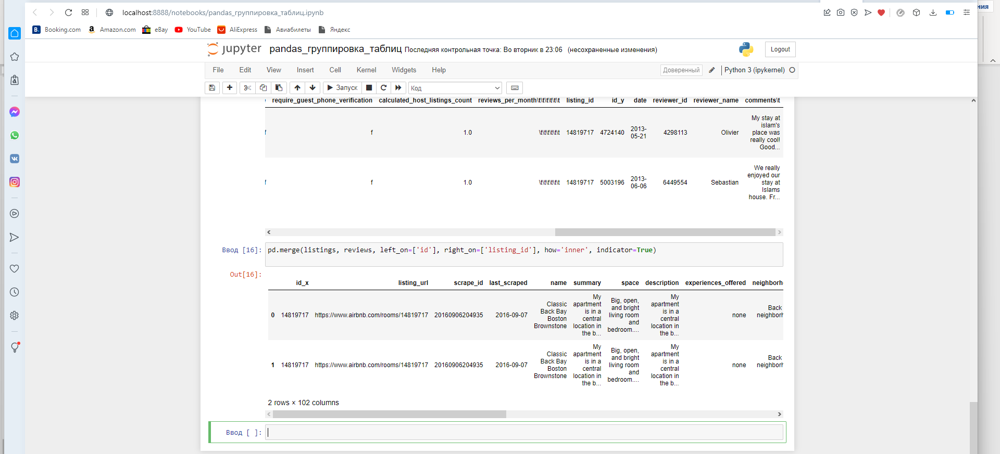 ния
localhost:8888/notebooks/pandas_группировка_таблиц.ipynb
Booking.com Amazon.com eBay YouTube AliExpress Авиабилеты Яндекс
jupyter pandas_группировка_таблиц Последняя контрольная точка: Во вторник в 23:06 (несохраненные изменения) Logout
File Edit View Insert Cell Kernel Widgets Help Доверенный Python 3 (ipykernel)
Запуск Код
require_guest_phone_verification calculated_host_listings_count reviews_per_month\t\t\t\t\t\t listing_id id_y date reviewer_id reviewer_name comments\t
f f 1.0 \t\t\t\t\t\t 14819717 4724140 2013-05-21 4298113 Olivier My stay at
islam's
place was
really cool!
Good...
f f 1.0 \t\t\t\t\t\t 14819717 5003196 2013-06-06 6449554 Sebastian We really
enjoyed our
stay at
Islams
house. Fr...
Ввод [16]: pd.merge(listings, reviews, left_on=['id'], right_on=['listing_id'], how='inner', indicator=True)
Out[16]:
id_x listing_url scrape_id last_scraped name summary space description experiences_offered neighborh
0 14819717 https://www.airbnb.com/rooms/14819717 20160906204935 2016-09-07 Classic Back Bay Boston Brownstone My apartment is in a central location in the b... Big, open, and bright living room and bedroom.... My apartment is in a central location in the b... none Back neighborh
1 14819717 https://www.airbnb.com/rooms/14819717 20160906204935 2016-09-07 Classic Back Bay Boston Brownstone My apartment is in a central location in the b... Big, open, and bright living room and bedroom.... My apartment is in a central location in the b... none Back neighborh
2 rows × 102 columns
Ввод [ ]: